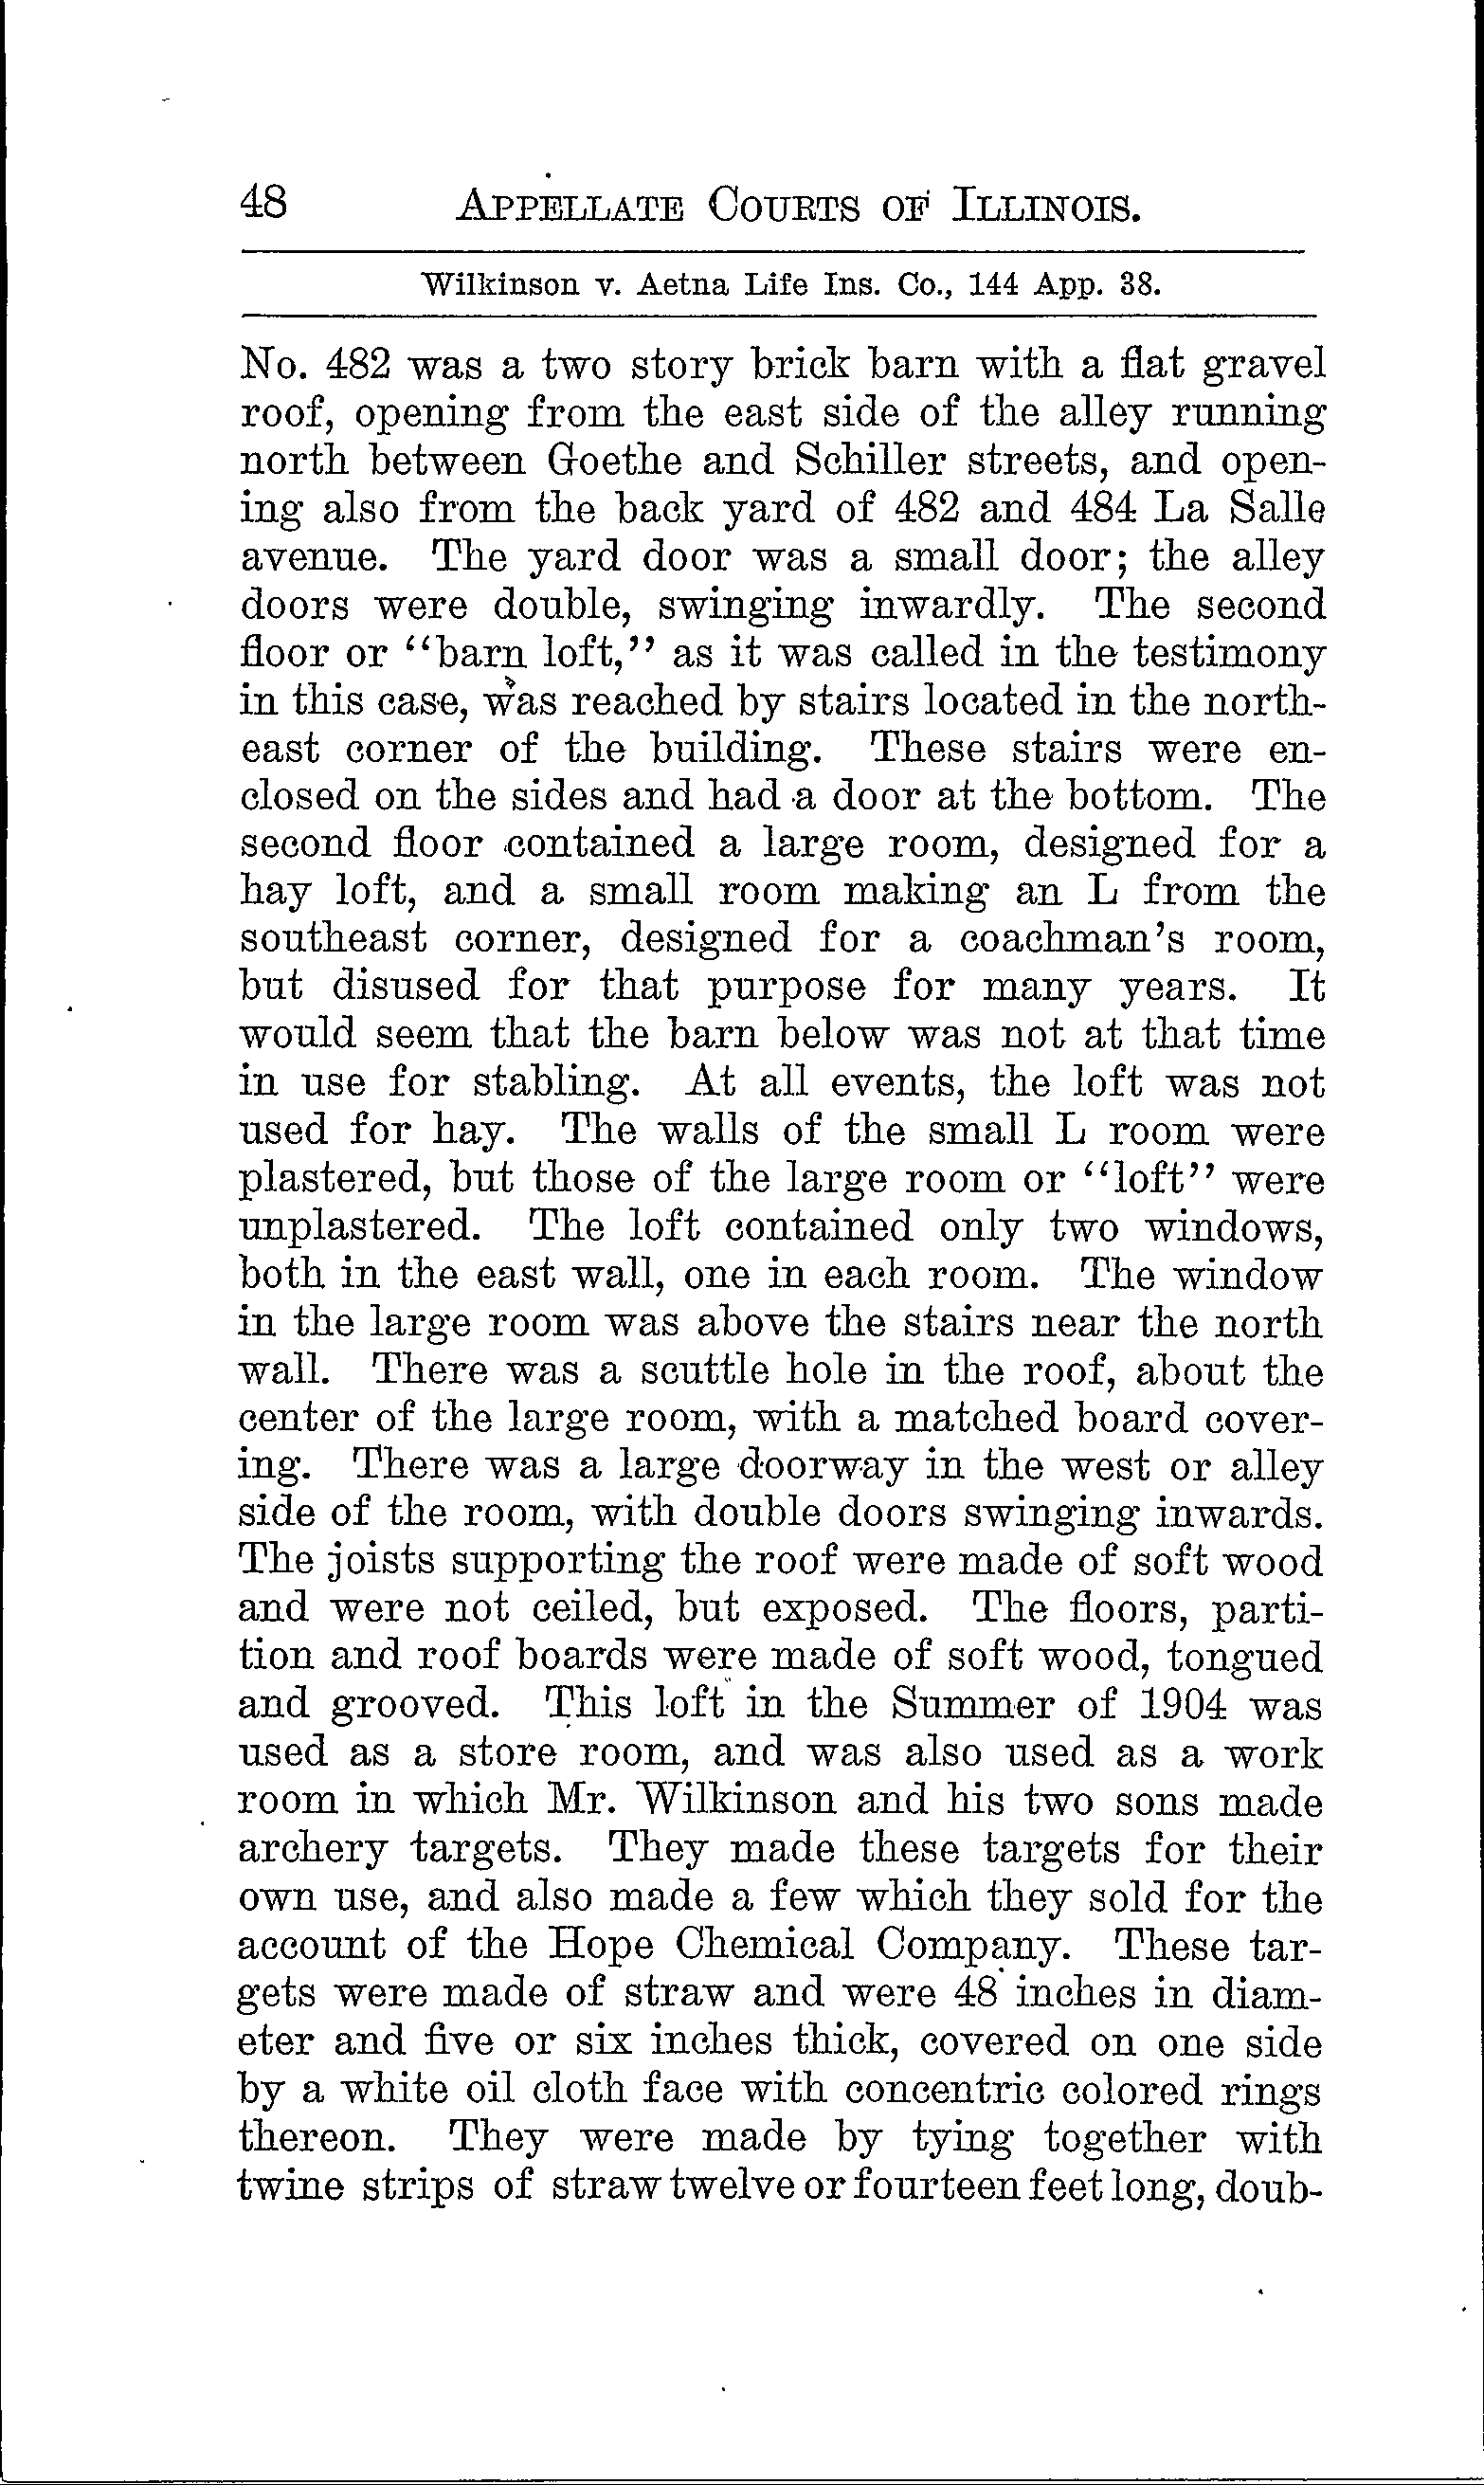 48 APPELLATE COURTS OF ILLINOIS.
Wilkinson v. Aetna Life Ins. Co., 144 App. 38.
No. 482 was a two story brick barn with a flat gravel
roof, opening from the east side of the alley running
north between Goethe and Schiller streets, and open-
ing also from the back yard of 482 and 484 La Salle
avenue. The yard door was a small door; the alley
doors were double, swinging inwardly. The second
floor or "barn loft," as it was called in the testimony
in this case, was reached by stairs located in the north-
east corner of the building. These stairs were en-
closed on the sides and had a door at the bottom. The
second floor contained a large room, designed for a
hay loft, and a small room making an L from the
southeast corner, designed for a coachman's room,
but disused for that purpose for many years. It
would seem that the barn below was not at that time
in use for stabling. At all events, the loft was not
used for hay. The walls of the small L room were
plastered, but those of the large room or "loft" were
unplastered. The loft contained only two windows,
both in the east wall, one in each room. The window
in the large room was above the stairs near the north
wall. There was a scuttle hole in the roof, about the
center of the large room, with a matched board cover-
ing. There was a large doorway in the west or alley
side of the room, with double doors swinging inwards.
The joists supporting the roof were made of soft wood
and were not ceiled, but exposed. The floors, parti-
tion and roof boards were made of soft wood, tongued
and grooved. This loft in the Summer of 1904 was
used as a store room, and was also used as a work
room in which Mr. Wilkinson and his two sons made
archery targets. They made these targets for their
own use, and also made a few which they sold for the
account of the Hope Chemical Company. These tar-
gets were made of straw and were 48 inches in diam-
eter and five or six inches thick, covered on one side
by a white oil cloth face with concentric colored rings
thereon. They were made by tying together with
twine strips of straw twelve or fourteen feet long, doub-